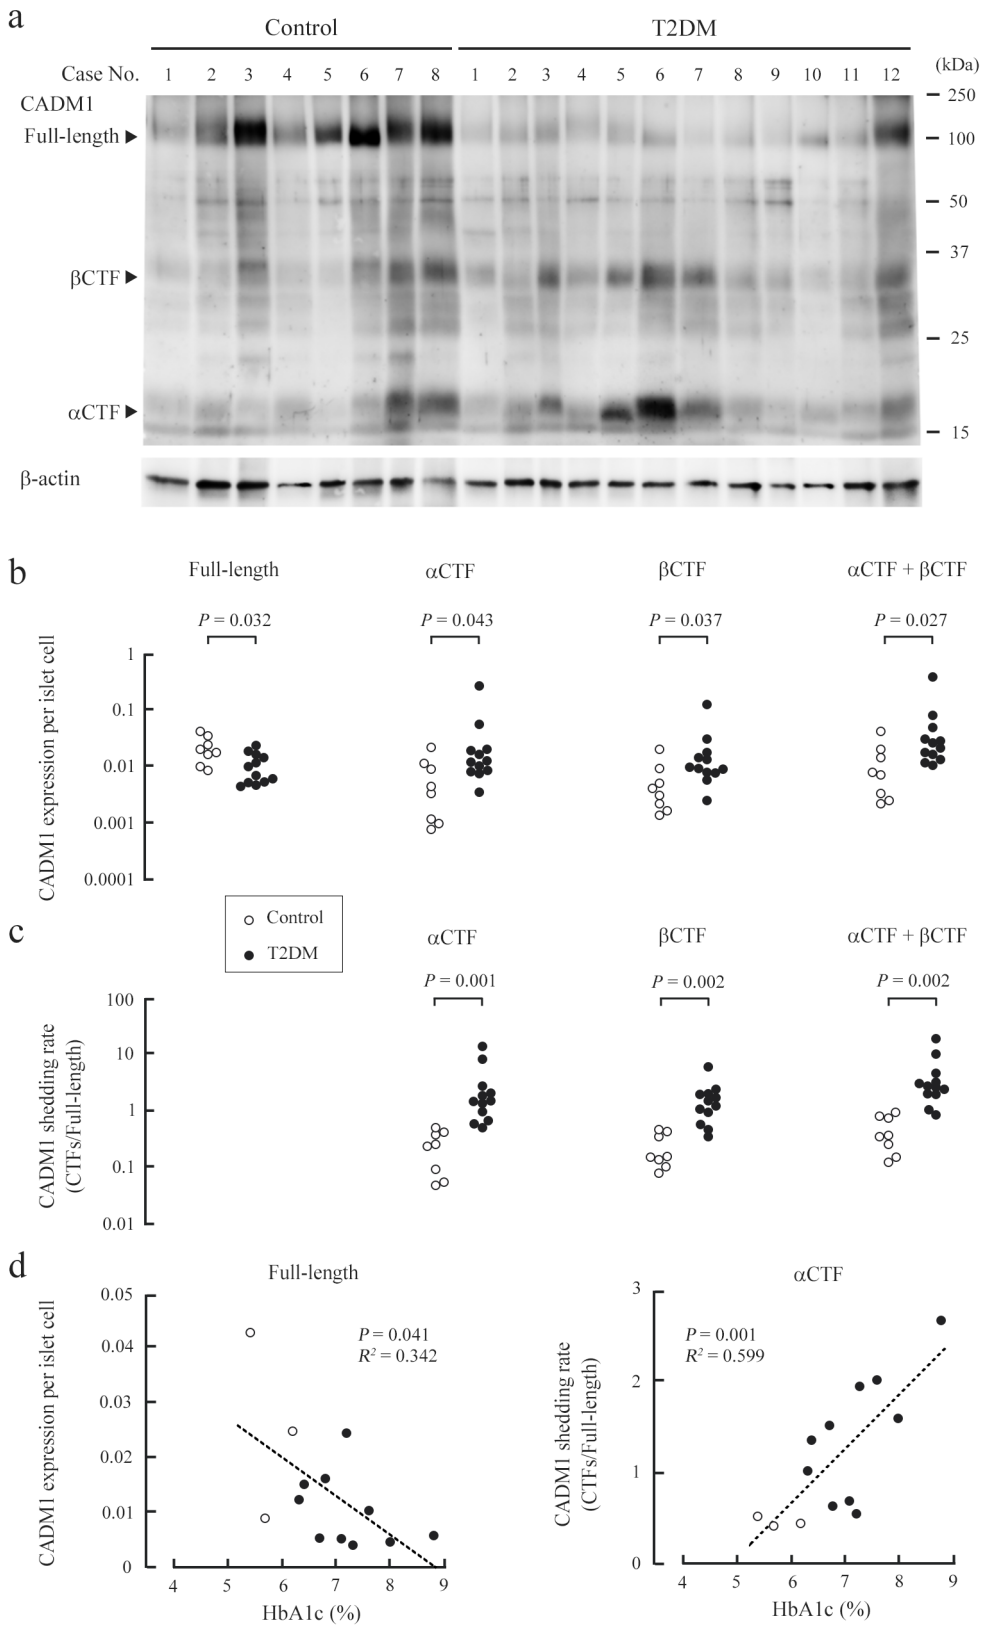 a
Control T2DM
Case No. 1 2 3 4 5 6 7 8 1 2 3 4 5 6 7 8 9 10 11 12 (kDa)
CADM1
Full-length
βCTF
αCTF
250
100
50
37
25
15
β-actin
b
Full-length αCTF βCTF αCTF + βCTF
P = 0.032 P = 0.043 P = 0.037 P = 0.027
CADM1 expression per islet cell
1
0.1
0.01
0.001
0.0001
Control
T2DM
c
αCTF βCTF αCTF + βCTF
P = 0.001 P = 0.002 P = 0.002
CADM1 shedding rate
(CTFs/Full-length)
100
10
1
0.1
0.01
d
Full-length
P = 0.041
R² = 0.342
CADM1 expression per islet cell
0.05
0.04
0.03
0.02
0.01
0
4 5 6 7 8 9
HbA1c (%)
αCTF
P = 0.001
R² = 0.599
CADM1 shedding rate
(CTFs/Full-length)
3
2
1
0
4 5 6 7 8 9
HbA1c (%)